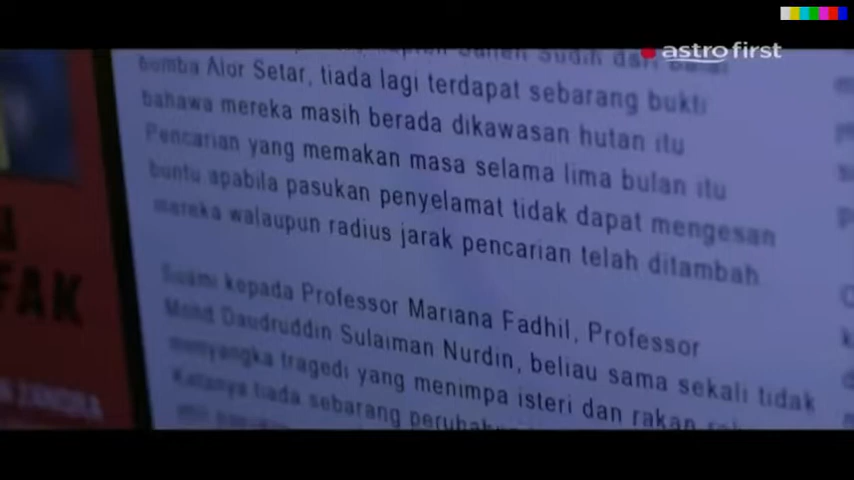 astro first
bomba Alor Setar, tiada lagi terdapat sebarang bukti
bahawa mereka masih berada dikawasan hutan itu
Pencarian yang memakan masa selama lima bulan itu
buntu apabila pasukan penyelamat tidak dapat mengesan
mereka walaupun radius jarak pencarian telah ditambah
Suami kepada Professor Mariana Fadhil, Professor
Mohd Daudruddin Sulaiman Nurdin, beliau sama sekali tidak
menyangka tragedi yang menimpa isteri dan rakan
Katanya tiada sebarang
FAK